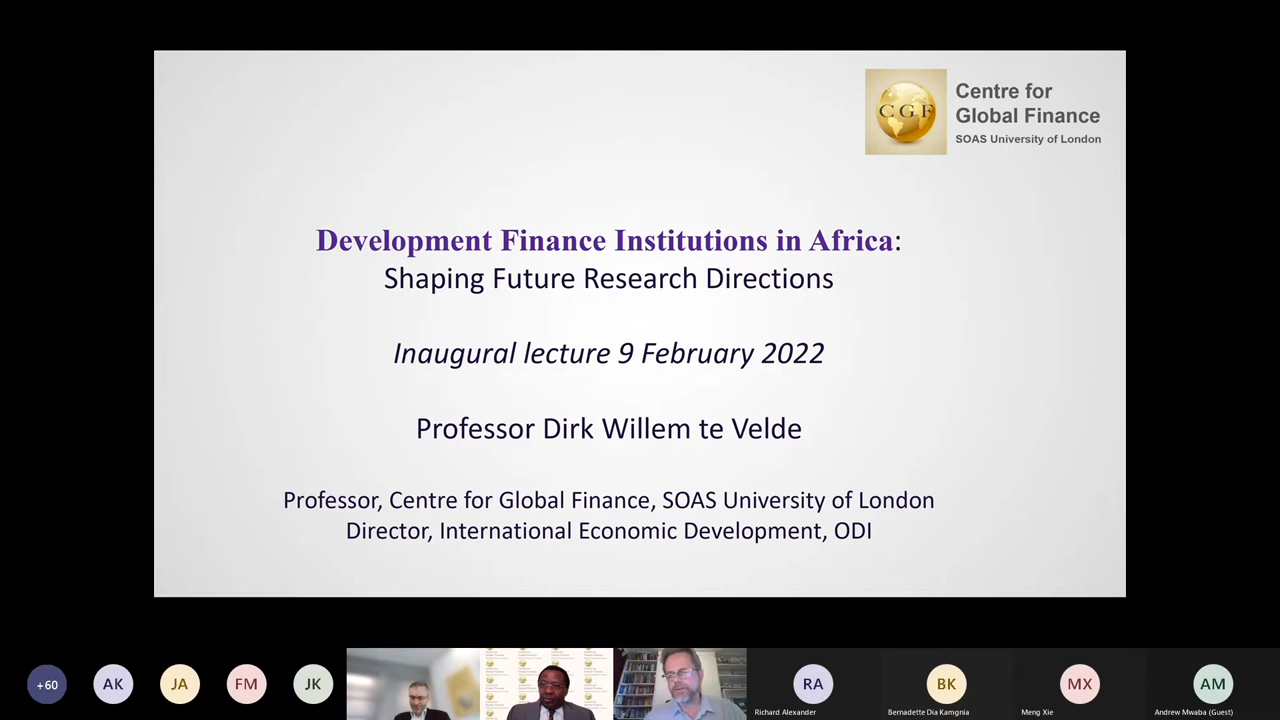 CGF
Centre for
Global Finance
SOAS University of London
Development Finance Institutions in Africa:
Shaping Future Research Directions
Inaugural lecture 9 February 2022
Professor Dirk Willem te Velde
Professor, Centre for Global Finance, SOAS University of London
Director, International Economic Development, ODI
+60
AK
JA
FM
JK
RA
BK
MX
AM
Richard Alexander
Bernadette Dia Kamgnia
Meng Xie
Andrew Mwaba (Guest)